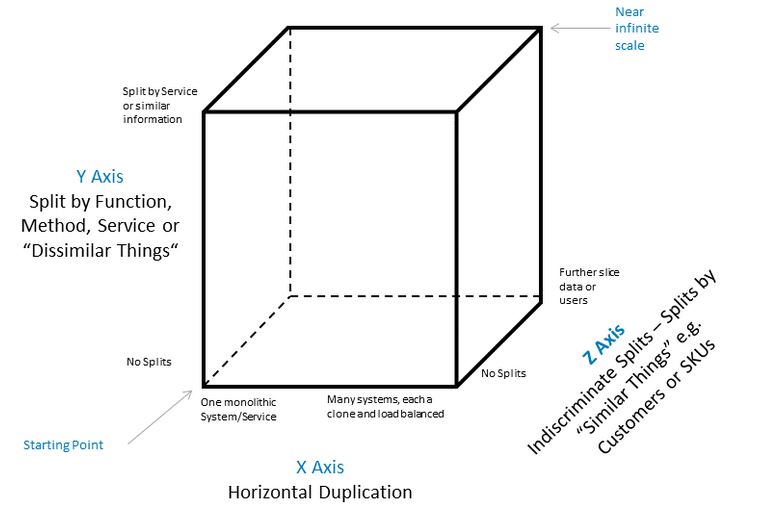 Near
infinite
scale
Split by Service
or similar
information
Y Axis
Split by Function,
Method, Service or
“Dissimilar Things“
Further slice
data or
users
Z Axis
Indiscriminate Splits – Splits by
“Similar Things” e.g.
Customers or SKUs
No Splits
No Splits
One monolithic
System/Service
Many systems, each a
clone and load balanced
Starting Point
X Axis
Horizontal Duplication